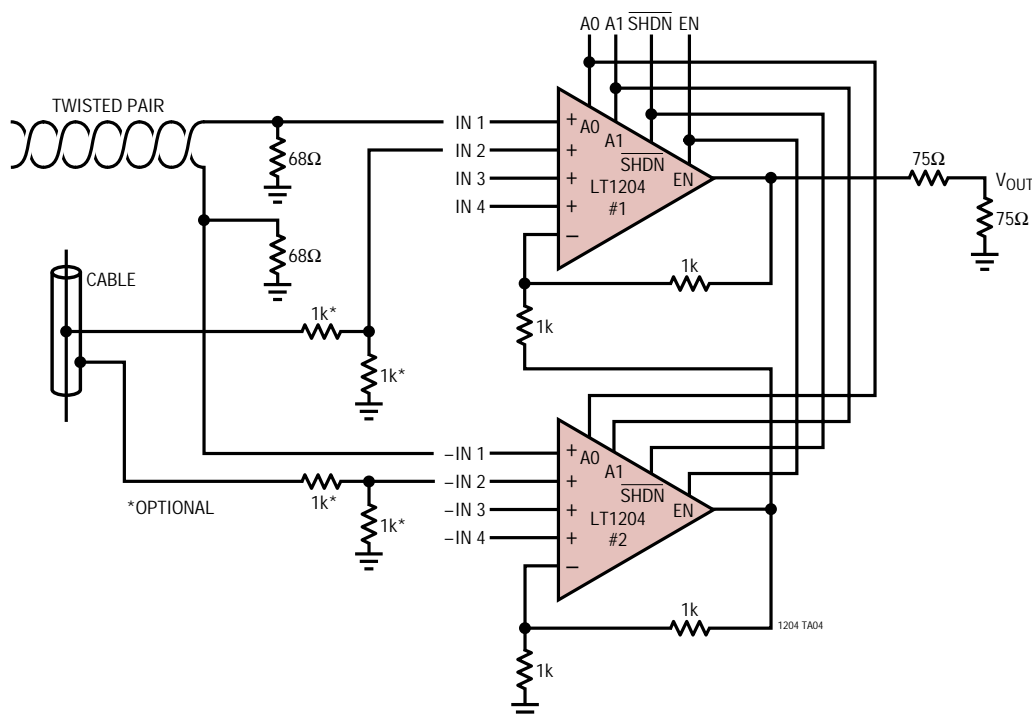 A0 A1 SHDN EN
TWISTED PAIR
IN 1
IN 2
IN 3
IN 4
+
+
+
+
−
A0
A1
SHDN
EN
LT1204
#1
68Ω
68Ω
75Ω
VOUT
75Ω
1k
1k
CABLE
1k*
1k*
–IN 1
–IN 2
–IN 3
–IN 4
+
+
+
+
−
A0
A1
SHDN
EN
LT1204
#2
1k*
1k*
*OPTIONAL
1k
1204 TA04
1k